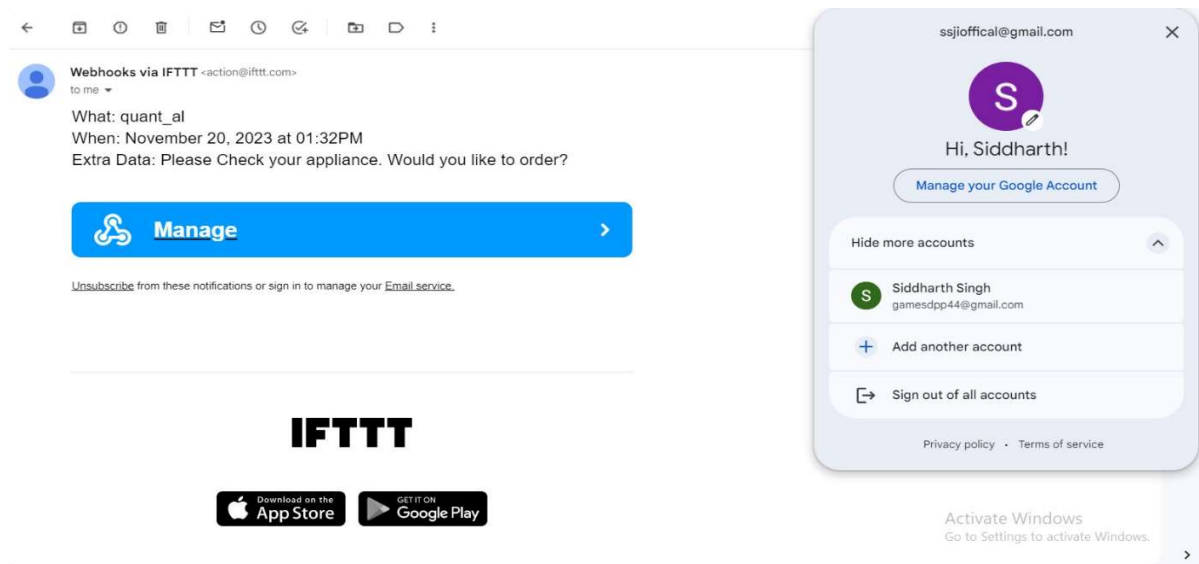 Webhooks via IFTTT <action@ifttt.com>
to me
What: quant_al
When: November 20, 2023 at 01:32PM
Extra Data: Please Check your appliance. Would you like to order?
Manage
Unsubscribe from these notifications or sign in to manage your Email service.
IFTTT
Download on the
App Store
GET IT ON
Google Play
ssjioffical@gmail.com
S
Hi, Siddharth!
Manage your Google Account
Hide more accounts
S
Siddharth Singh
gamesdpp44@gmail.com
Add another account
Sign out of all accounts
Privacy policy • Terms of service
Activate Windows
Go to Settings to activate Windows.